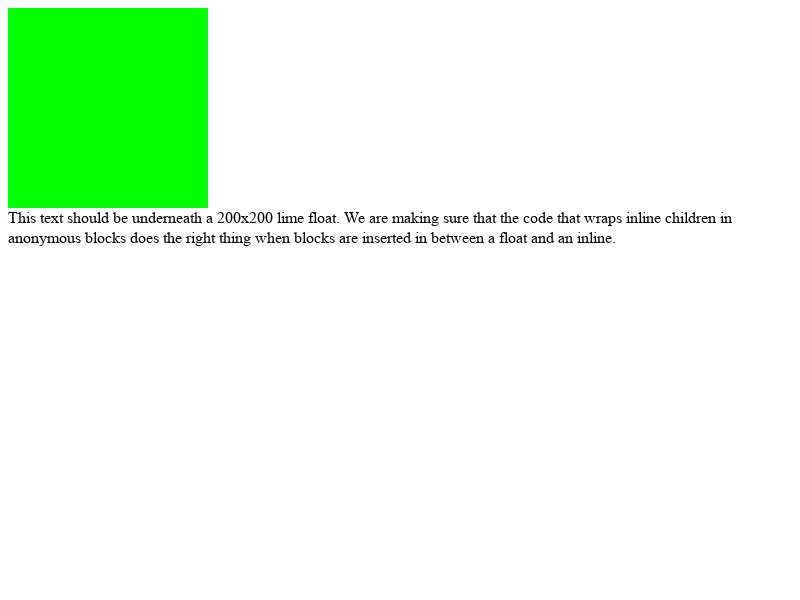 This text should be underneath a 200x200 lime float. We are making sure that the code that wraps inline children in
anonymous blocks does the right thing when blocks are inserted in between a float and an inline.